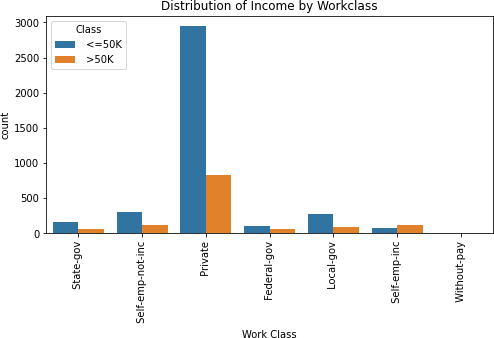 Distribution of Income by Workclass
Class
<=50K
>50K
count
3000
2500
2000
1500
1000
500
0
State-gov
Self-emp-not-inc
Private
Federal-gov
Local-gov
Self-emp-inc
Without-pay
Work Class